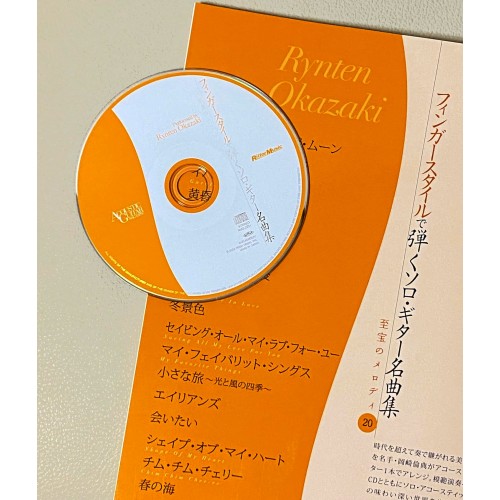 Rynten
Okazaki
・ムーン
冬景色
セイビング・オール・マイ・ラブ・フォー・ユー
Saving All My Love For You
マイ・フェイバリット・シングス
My Favorite Things
小さな旅〜光と風の四季〜
エイリアンズ
会いたい
シェイプ・オブ・マイ・ハート
Shape Of My Heart
チム・チム・チェリー
Chim Chim Cher-ee
春の海
フィンガースタイルで弾くソロ・ギター名曲集
至宝のメロディ
20
時代を超えて奏で継がれる美
を名手・岡崎倫典がアコース
ター1本でアレンジ。模範演奏
CDとともにソロ・アコースティッ
の味わい深い世界を
Performed by
Rynten Okazaki
フィンガースタイルで弾くソロ・ギター名曲集
Rittor Music
Acoustic
Guitar
黄昏